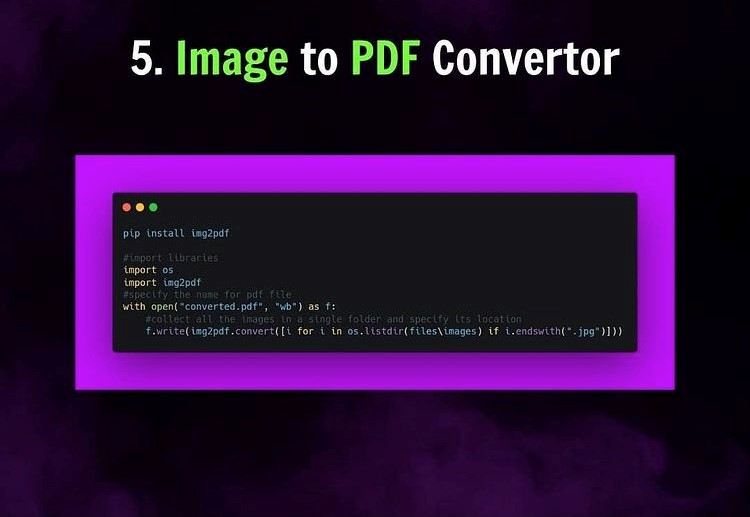 5. Image to PDF Convertor
pip install img2pdf
#import libraries
import os
import img2pdf
#specify the name for pdf file
with open("converted.pdf", "wb") as f:
#collect all the images in a single folder and specify its location
f.write(img2pdf.convert([i for i in os.listdir(files\images) if i.endswith(".jpg")]))